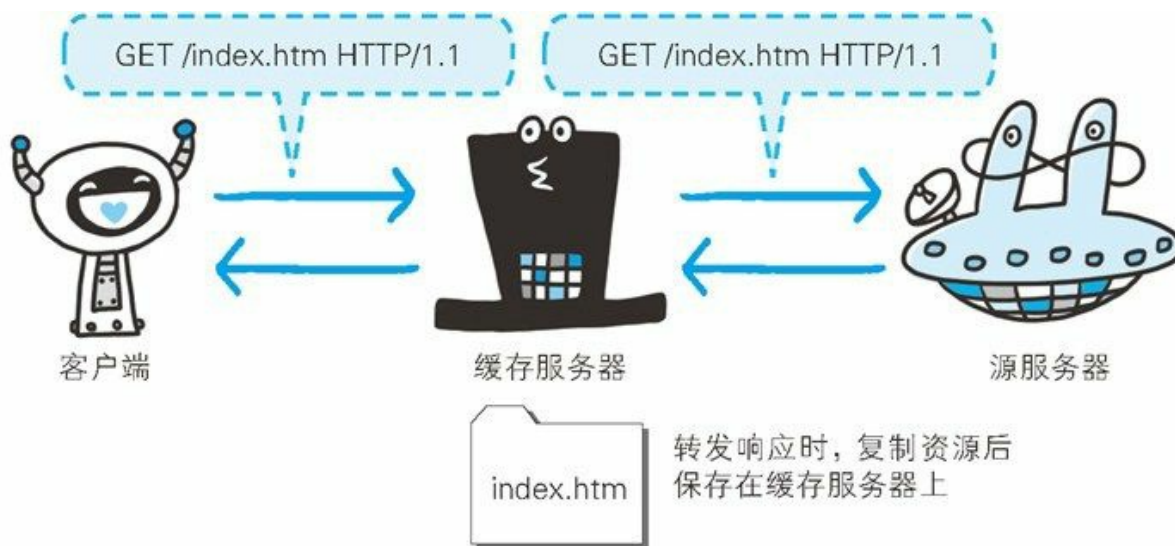 GET /index.htm HTTP/1.1
GET /index.htm HTTP/1.1
客户端
缓存服务器
源服务器
index.htm
转发响应时，复制资源后
保存在缓存服务器上